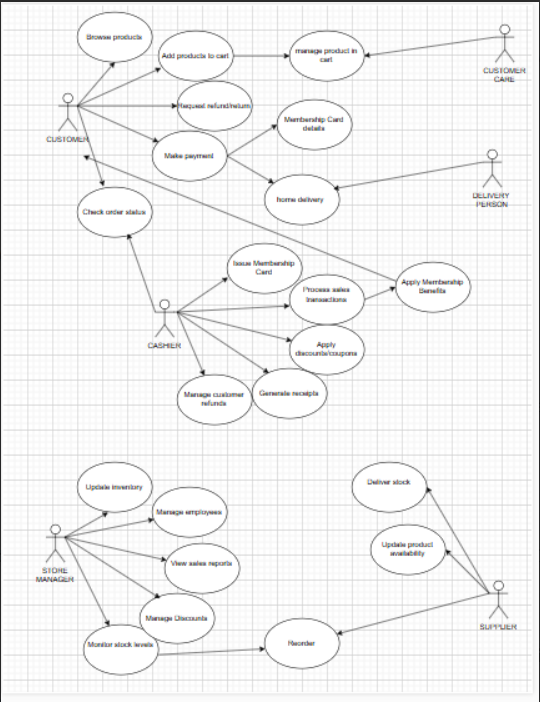 Browse products
Add products to cart
manage product in
cart
CUSTOMER
CARE
Request refund/return
CUSTOMER
Membership Card
details
Make payment
home delivery
DELIVERY
PERSON
Check order status
Issue Membership
Card
Process sales
transactions
Apply Membership
Benefits
CASHIER
Apply
discounts/coupons
Manage customer
refunds
Generate receipts
Update inventory
Deliver stock
Manage employees
Update product
availability
STORE
MANAGER
View sales reports
Manage Discounts
SUPPLIER
Monitor stock levels
Reorder